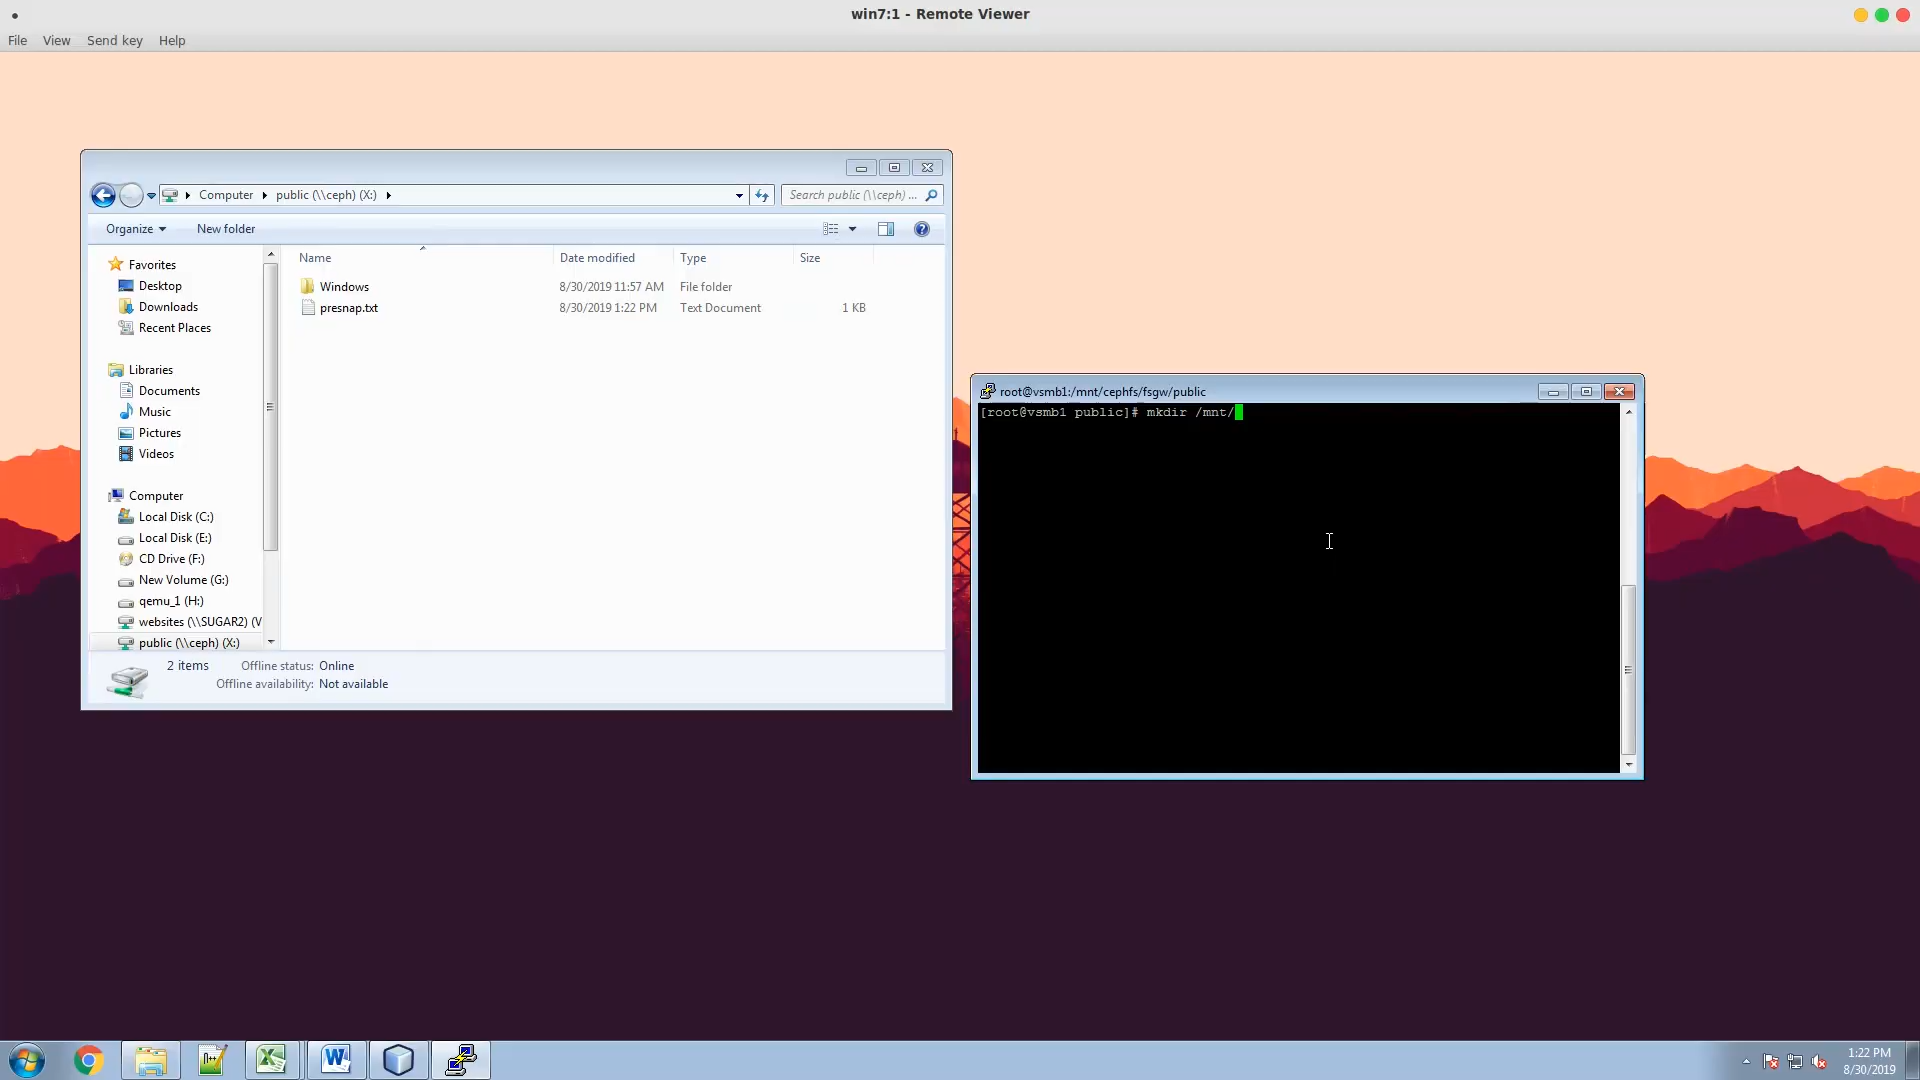 win7:1 - Remote Viewer
File View Send key Help
Computer public (\\ceph) (X:)
Search public (\\ceph) ...
Organize New folder
Name Date modified Type Size
Windows 8/30/2019 11:57 AM File folder
presnap.txt 8/30/2019 1:22 PM Text Document 1 KB
Favorites
Desktop
Downloads
Recent Places
Libraries
Documents
Music
Pictures
Videos
Computer
Local Disk (C:)
Local Disk (E:)
CD Drive (F:)
New Volume (G:)
qemu_1 (H:)
websites (\\SUGAR2) (V
public (\\ceph) (X:)
2 items Offline status: Online
Offline availability: Not available
root@vsmb1:/mnt/cephfs/fsgw/public
[root@vsmb1 public]# mkdir /mnt/
1:22 PM
8/30/2019